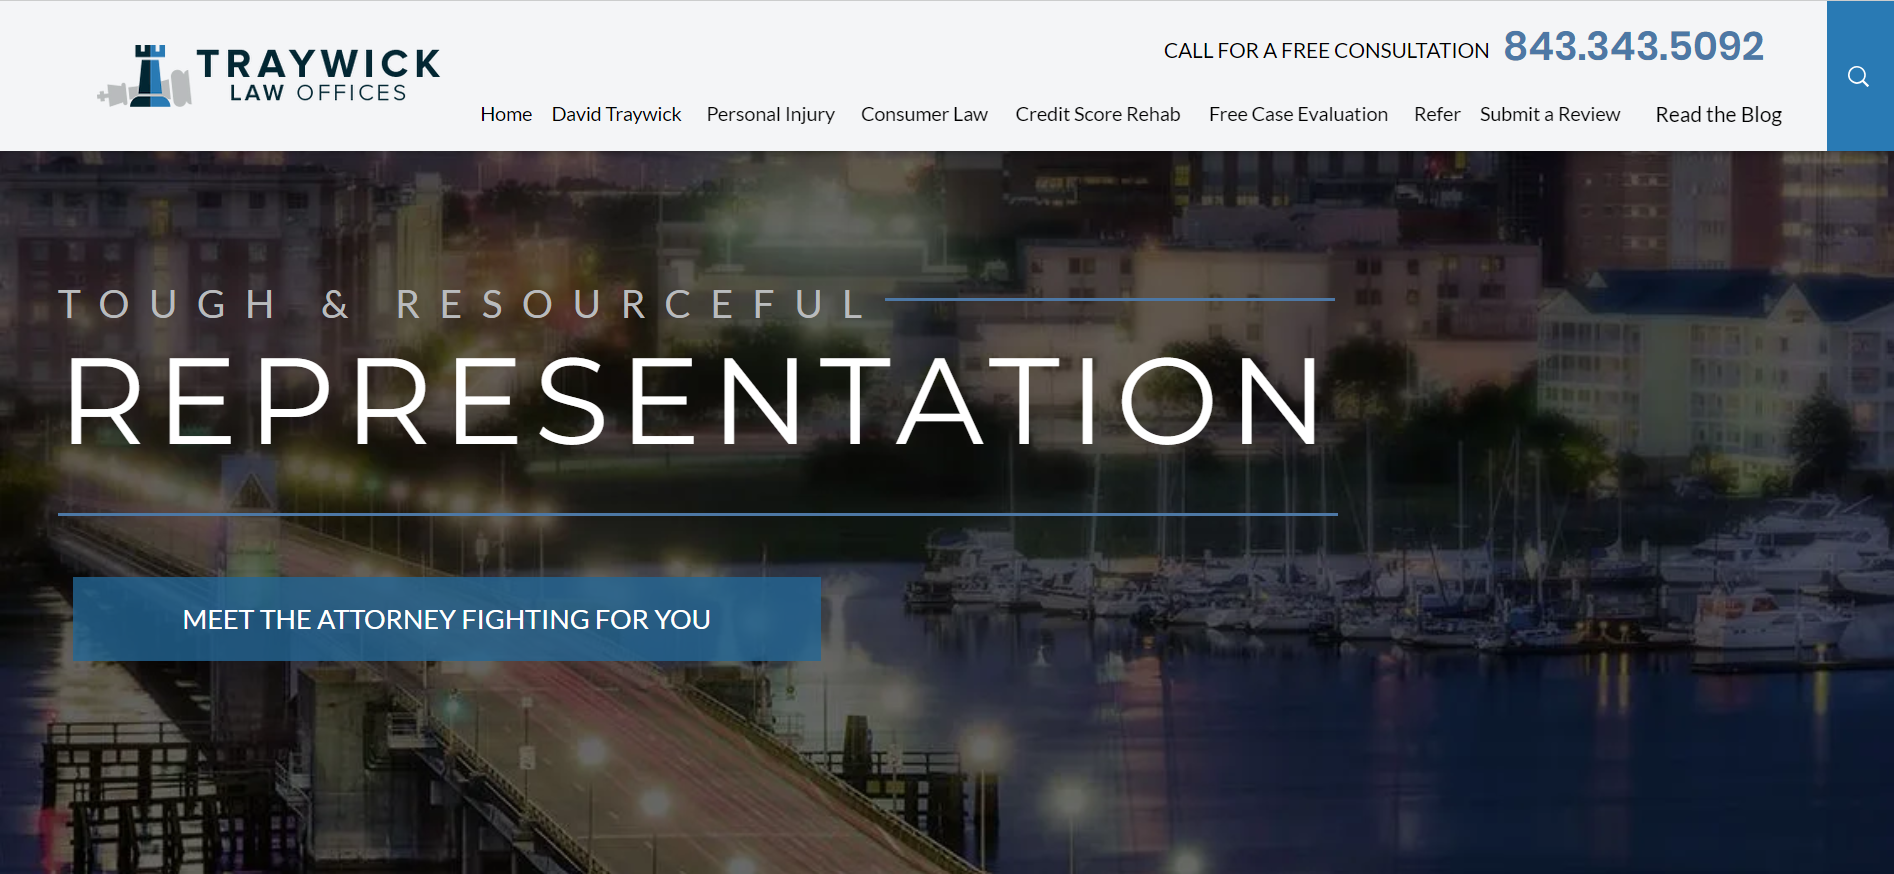 TRAYWICK
LAW OFFICES
CALL FOR A FREE CONSULTATION 843.343.5092
Home David Traywick Personal Injury Consumer Law Credit Score Rehab Free Case Evaluation Refer Submit a Review Read the Blog
TOUGH & RESOURCEFUL
REPRESENTATION
MEET THE ATTORNEY FIGHTING FOR YOU